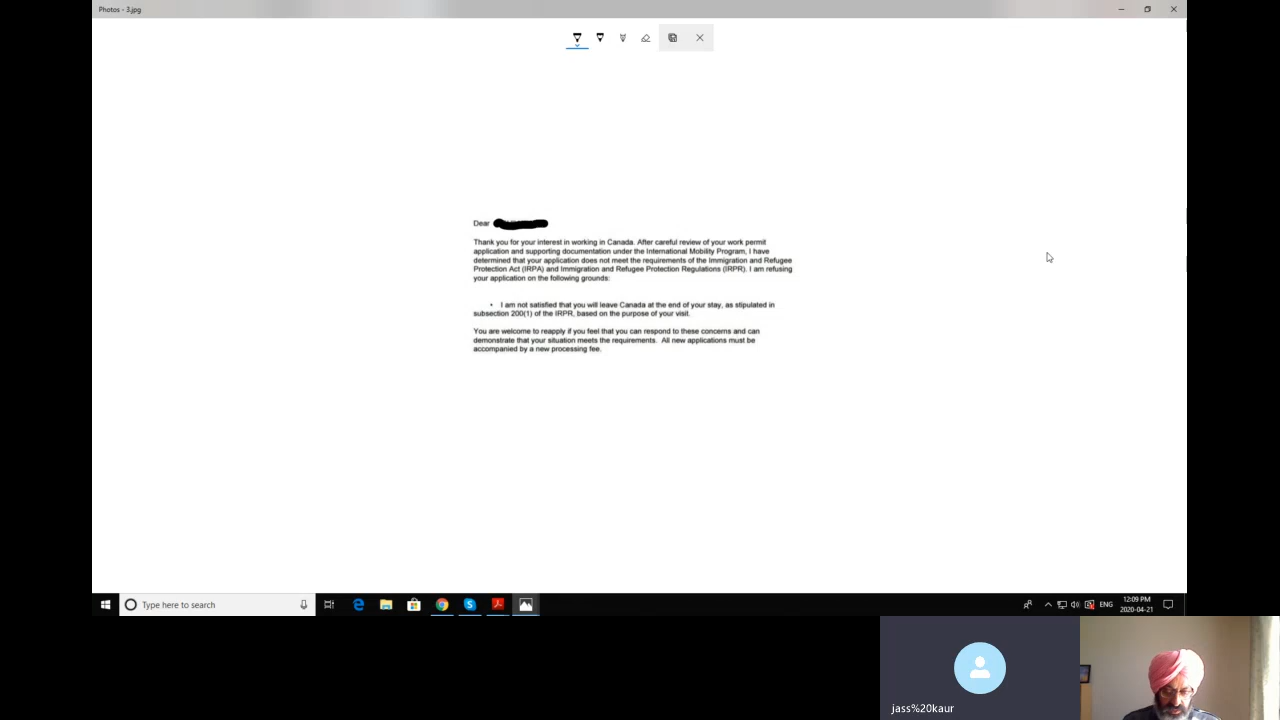 Photos - 3.jpg
Dear
Thank you for your interest in working in Canada. After careful review of your work permit
application and supporting documentation under the International Mobility Program, I have
determined that your application does not meet the requirements of the Immigration and Refugee
Protection Act (IRPA) and Immigration and Refugee Protection Regulations (IRPR). I am refusing
your application on the following grounds:
• I am not satisfied that you will leave Canada at the end of your stay, as stipulated in
subsection 200(1) of the IRPR, based on the purpose of your visit.
You are welcome to reapply if you feel that you can respond to these concerns and can
demonstrate that your situation meets the requirements. All new applications must be
accompanied by a new processing fee.
Type here to search
ENG
12:09 PM
2020-04-21
jass%20kaur